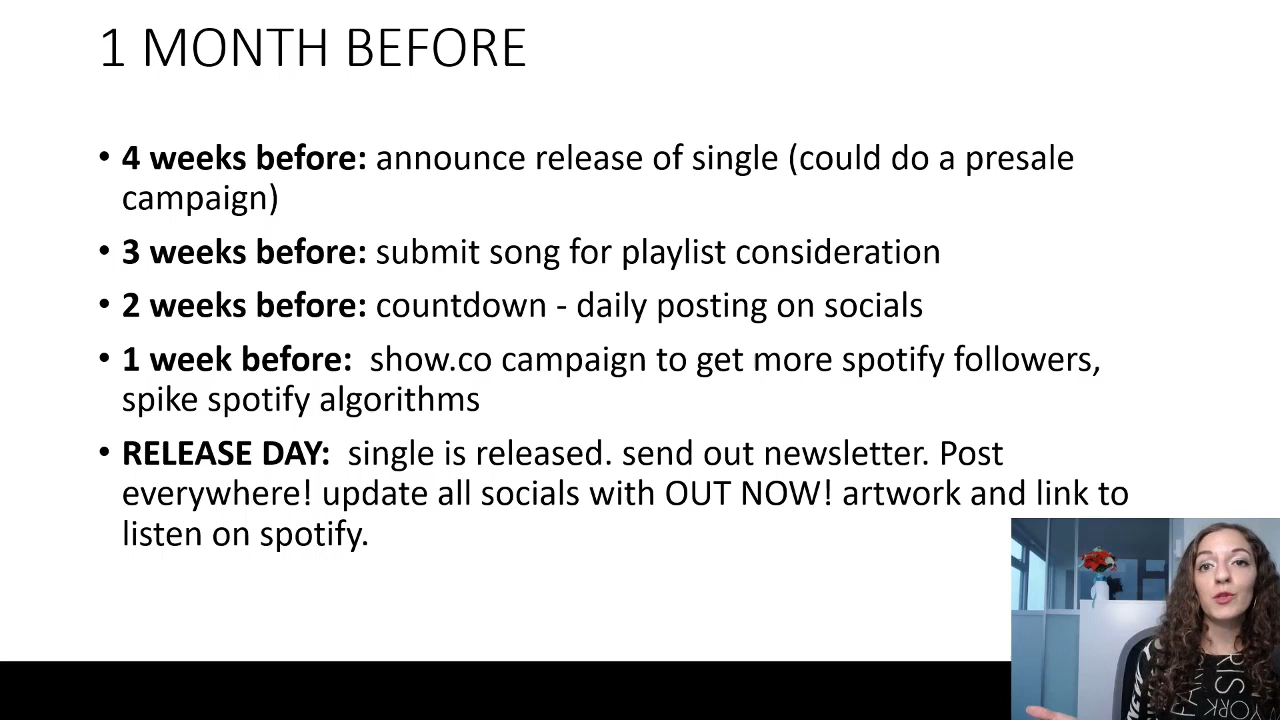 1 MONTH BEFORE
• 4 weeks before: announce release of single (could do a presale
campaign)
• 3 weeks before: submit song for playlist consideration
• 2 weeks before: countdown - daily posting on socials
• 1 week before:  show.co campaign to get more spotify followers,
spike spotify algorithms
• RELEASE DAY:  single is released. send out newsletter. Post
everywhere! update all socials with OUT NOW! artwork and link to
listen on spotify.